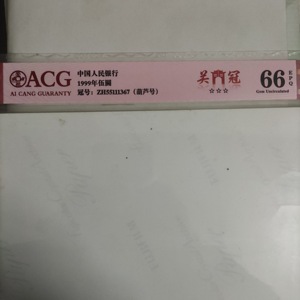 ACG
AI CANG GUARANTY
中国人民银行
1999年伍圆
冠号：ZH55111367（葫芦号）
吴门冠
☆☆☆
66 EPQ
Gem Uncirculated